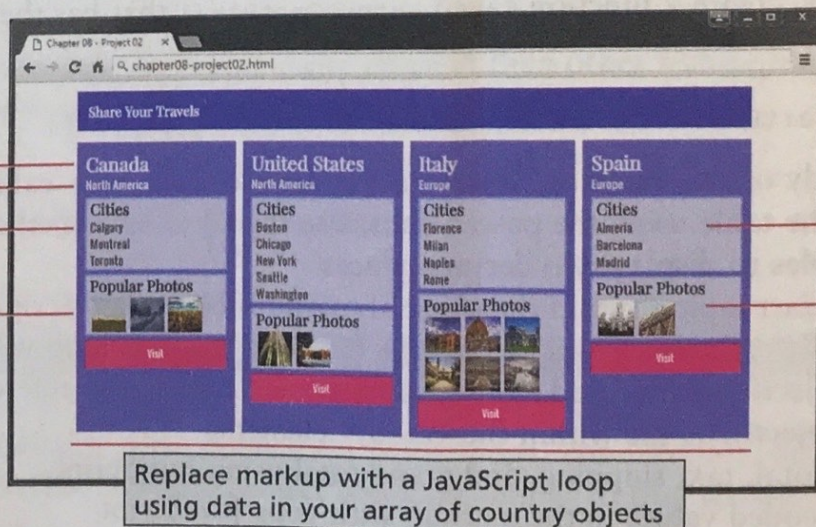 Chapter 08 - Project 02
chapter08-project02.html
Share Your Travels
Canada
North America
Cities
Calgary
Montreal
Toronto
Popular Photos
Visit
United States
North America
Cities
Boston
Chicago
New York
Seattle
Washington
Popular Photos
Visit
Italy
Europe
Cities
Florence
Milan
Naples
Rome
Popular Photos
Visit
Spain
Europe
Cities
Almeria
Barcelona
Madrid
Popular Photos
Visit
Replace markup with a JavaScript loop
using data in your array of country objects